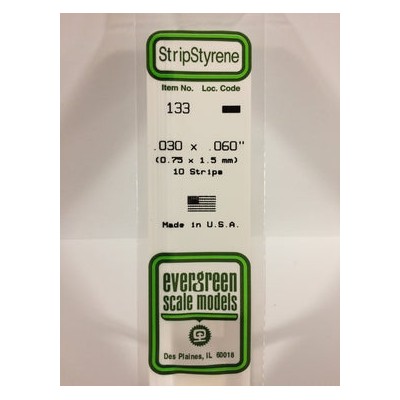 StripStyrene
Item No. Loc. Code
133
.030 x .060"
(0.75 x 1.5 mm)
10 Strips
Made in U.S.A.
evergreen
scale models
Des Plaines, IL 60018